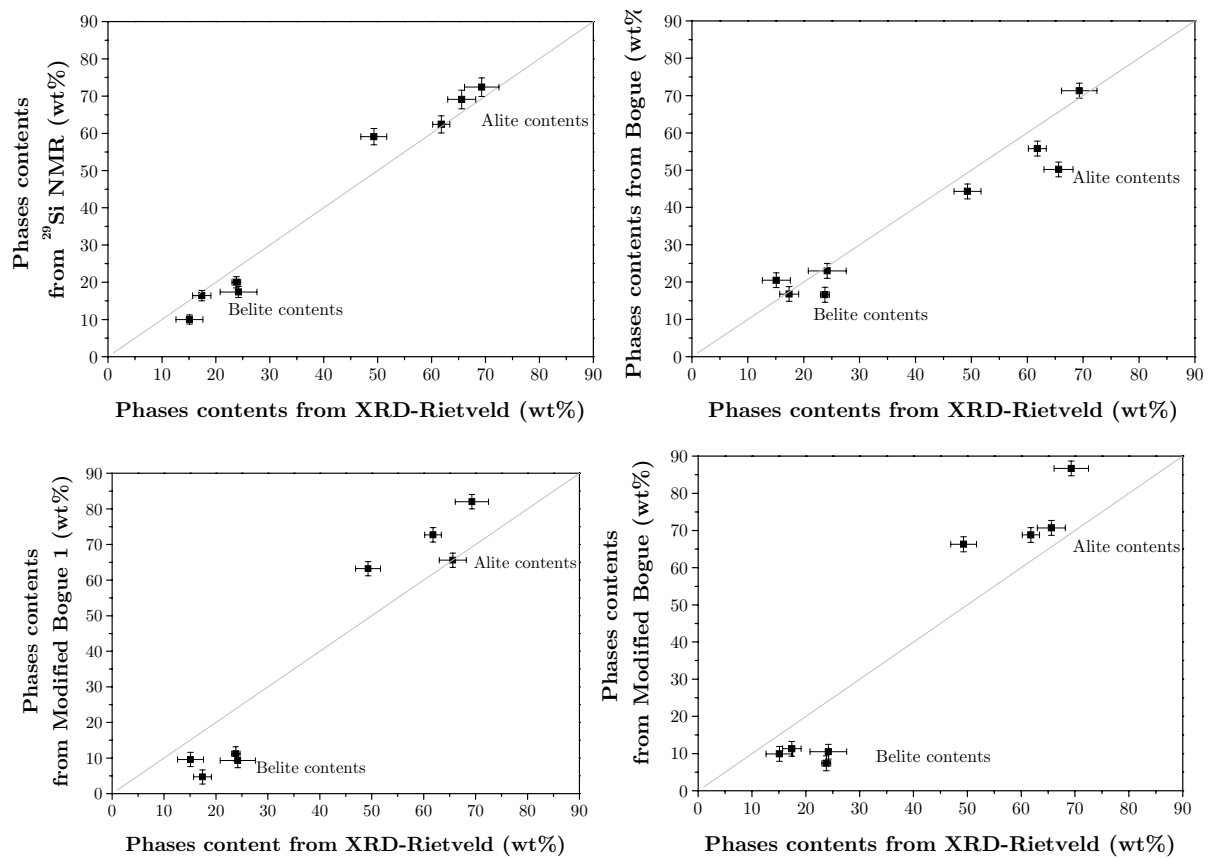 Phases contents
from ²⁹Si NMR (wt%)
90
80
70
60
50
40
30
20
10
0
Alite contents
Belite contents
0 10 20 30 40 50 60 70 80 90
Phases contents from XRD-Rietveld (wt%)
Phases contents from Bogue (wt%
90
80
70
60
50
40
30
20
10
0
Alite contents
Belite contents
0 10 20 30 40 50 60 70 80 90
Phases contents from XRD-Rietveld (wt%)
Phases contents
from Modified Bogue 1 (wt%)
90
80
70
60
50
40
30
20
10
0
Alite contents
Belite contents
0 10 20 30 40 50 60 70 80 90
Phases content from XRD-Rietveld (wt%)
Phases contents
from Modified Bogue (wt%)
90
80
70
60
50
40
30
20
10
0
Alite contents
Belite contents
0 10 20 30 40 50 60 70 80 90
Phases contents from XRD-Rietveld (wt%)